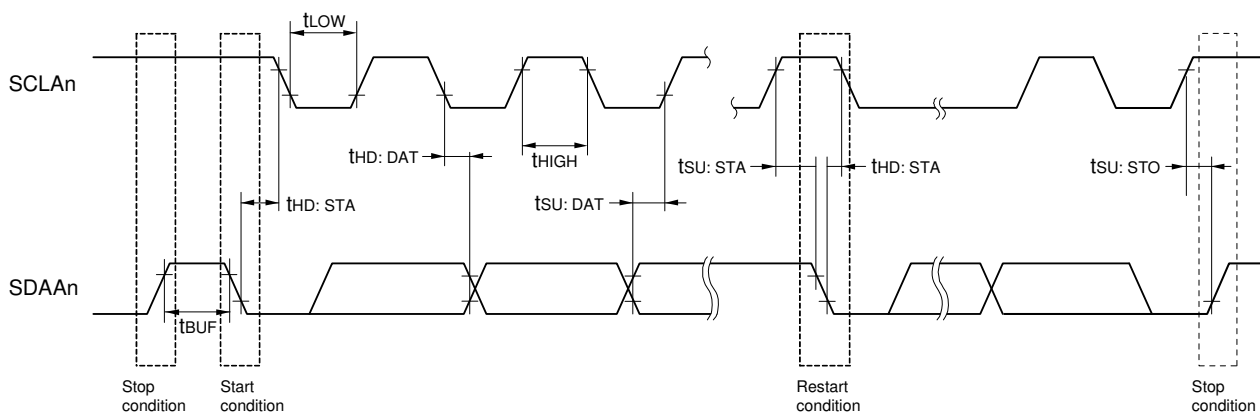 tLOW
SCLAn
tHD: DAT
tHIGH
tSU: STA
tHD: STA
tSU: STO
tHD: STA
tSU: DAT
SDAAn
tBUF
Stop
condition
Start
condition
Restart
condition
Stop
condition